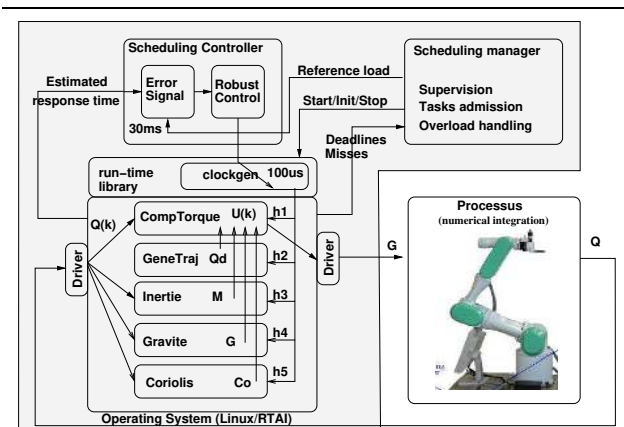 Scheduling Controller
Error
Signal
Robust
Control
30ms
Estimated
response time
Reference load
Start/Init/Stop
Deadlines
Misses
Scheduling manager
Supervision
Tasks admission
Overload handling
run-time
library
clockgen 100us
Q(k)
CompTorque U(k)
h1
GeneTraj Qd
h2
Inertie M
h3
Gravite G
h4
Coriolis Co
h5
Driver
Driver
G
Processus
(numerical integration)
Q
Operating System (Linux/RTAI)